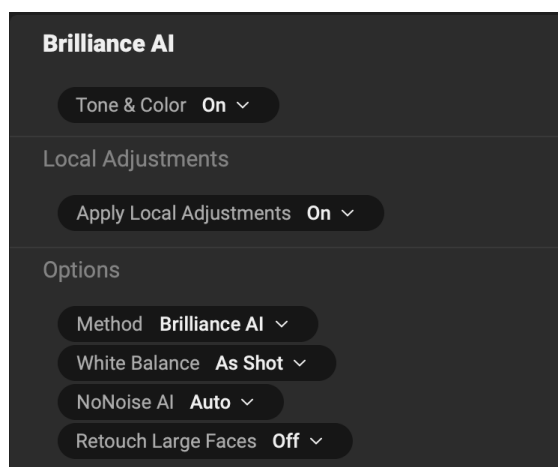 Brilliance AI
Tone & Color On
Local Adjustments
Apply Local Adjustments On
Options
Method Brilliance AI
White Balance As Shot
NoNoise AI Auto
Retouch Large Faces Off